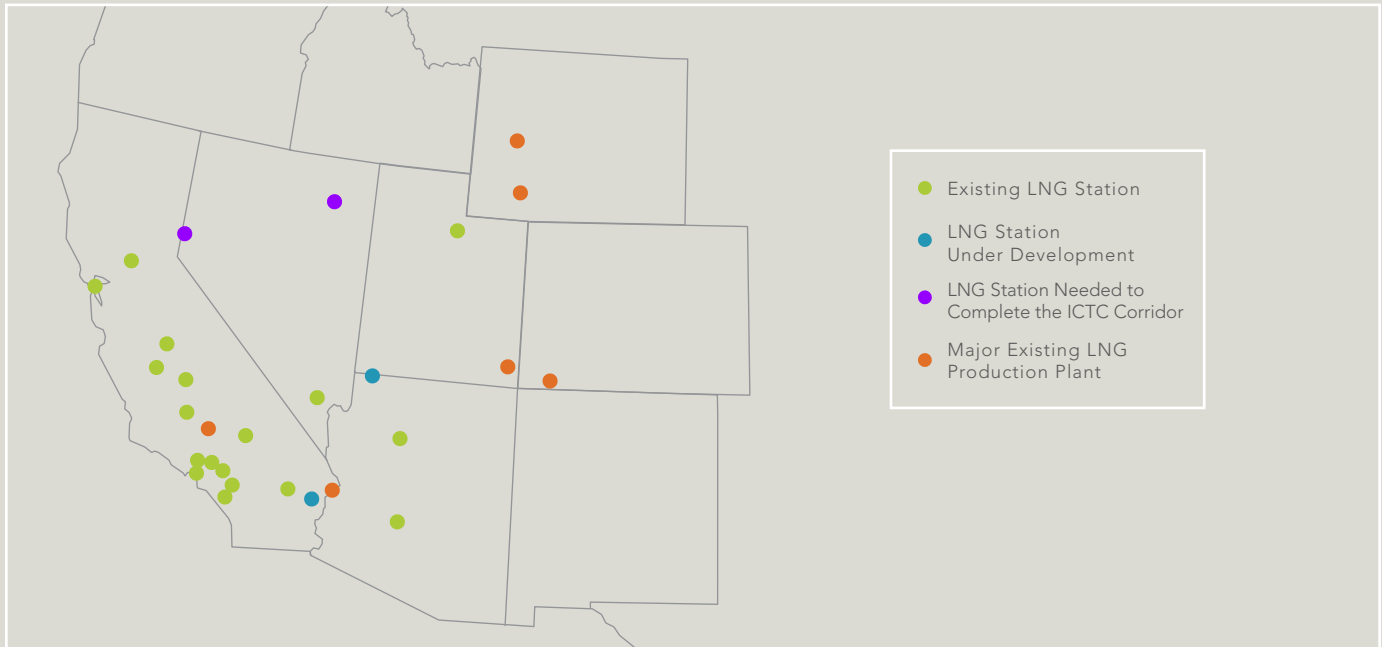 Existing LNG Station
LNG Station
Under Development
LNG Station Needed to
Complete the ICTC Corridor
Major Existing LNG
Production Plant